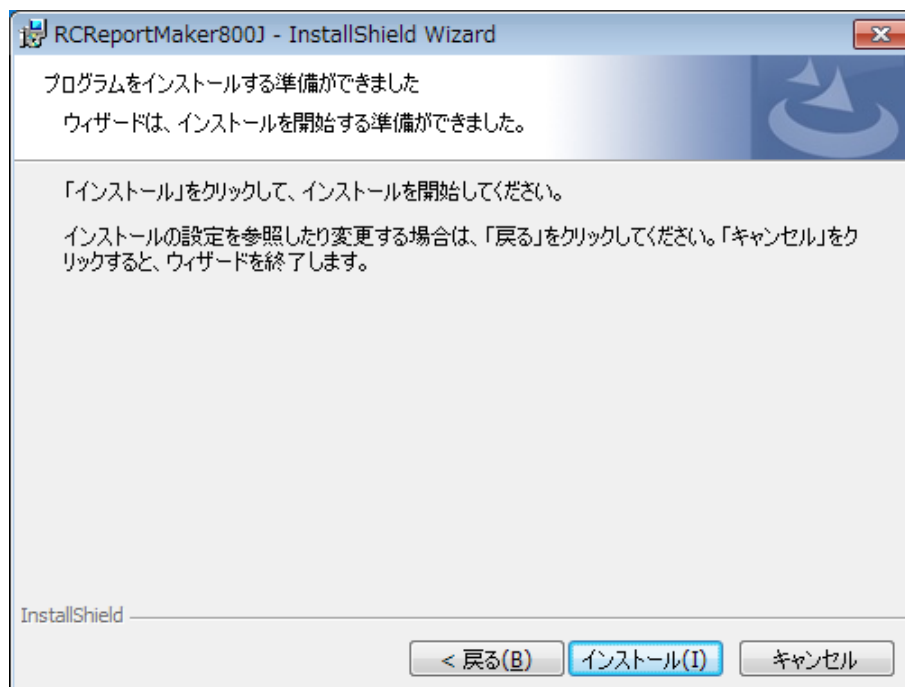 RCReportMaker800J - InstallShield Wizard
プログラムをインストールする準備ができました
ウィザードは、インストールを開始する準備ができました。
「インストール」をクリックして、インストールを開始してください。
インストールの設定を参照したり変更する場合は、「戻る」をクリックしてください。「キャンセル」をク
リックすると、ウィザードを終了します。
InstallShield
< 戻る(B)
インストール(I)
キャンセル